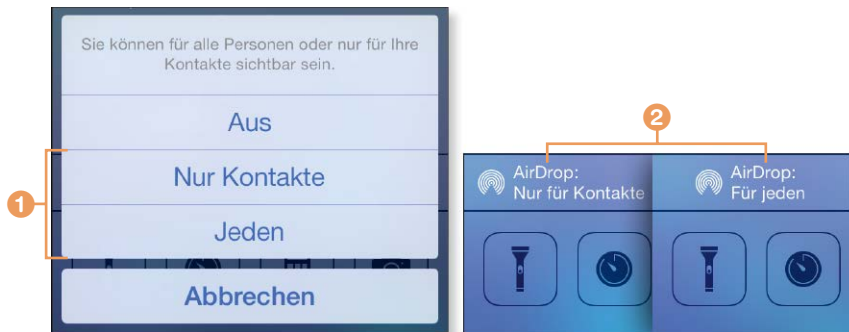 Sie können für alle Personen oder nur für Ihre
Kontakte sichtbar sein.
Aus
Nur Kontakte
Jeden
Abbrechen
1
2
AirDrop:
Nur für Kontakte
AirDrop:
Für jeden